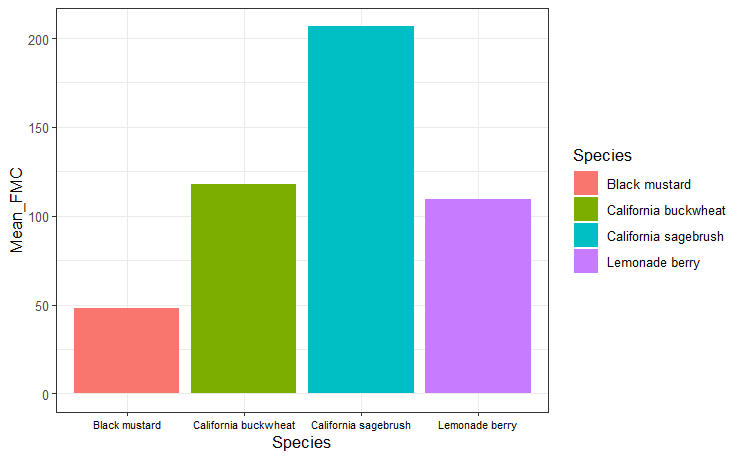 Mean_FMC
200
150
100
50
0
Black mustard
California buckwheat
California sagebrush
Lemonade berry
Species
Species
Black mustard
California buckwheat
California sagebrush
Lemonade berry